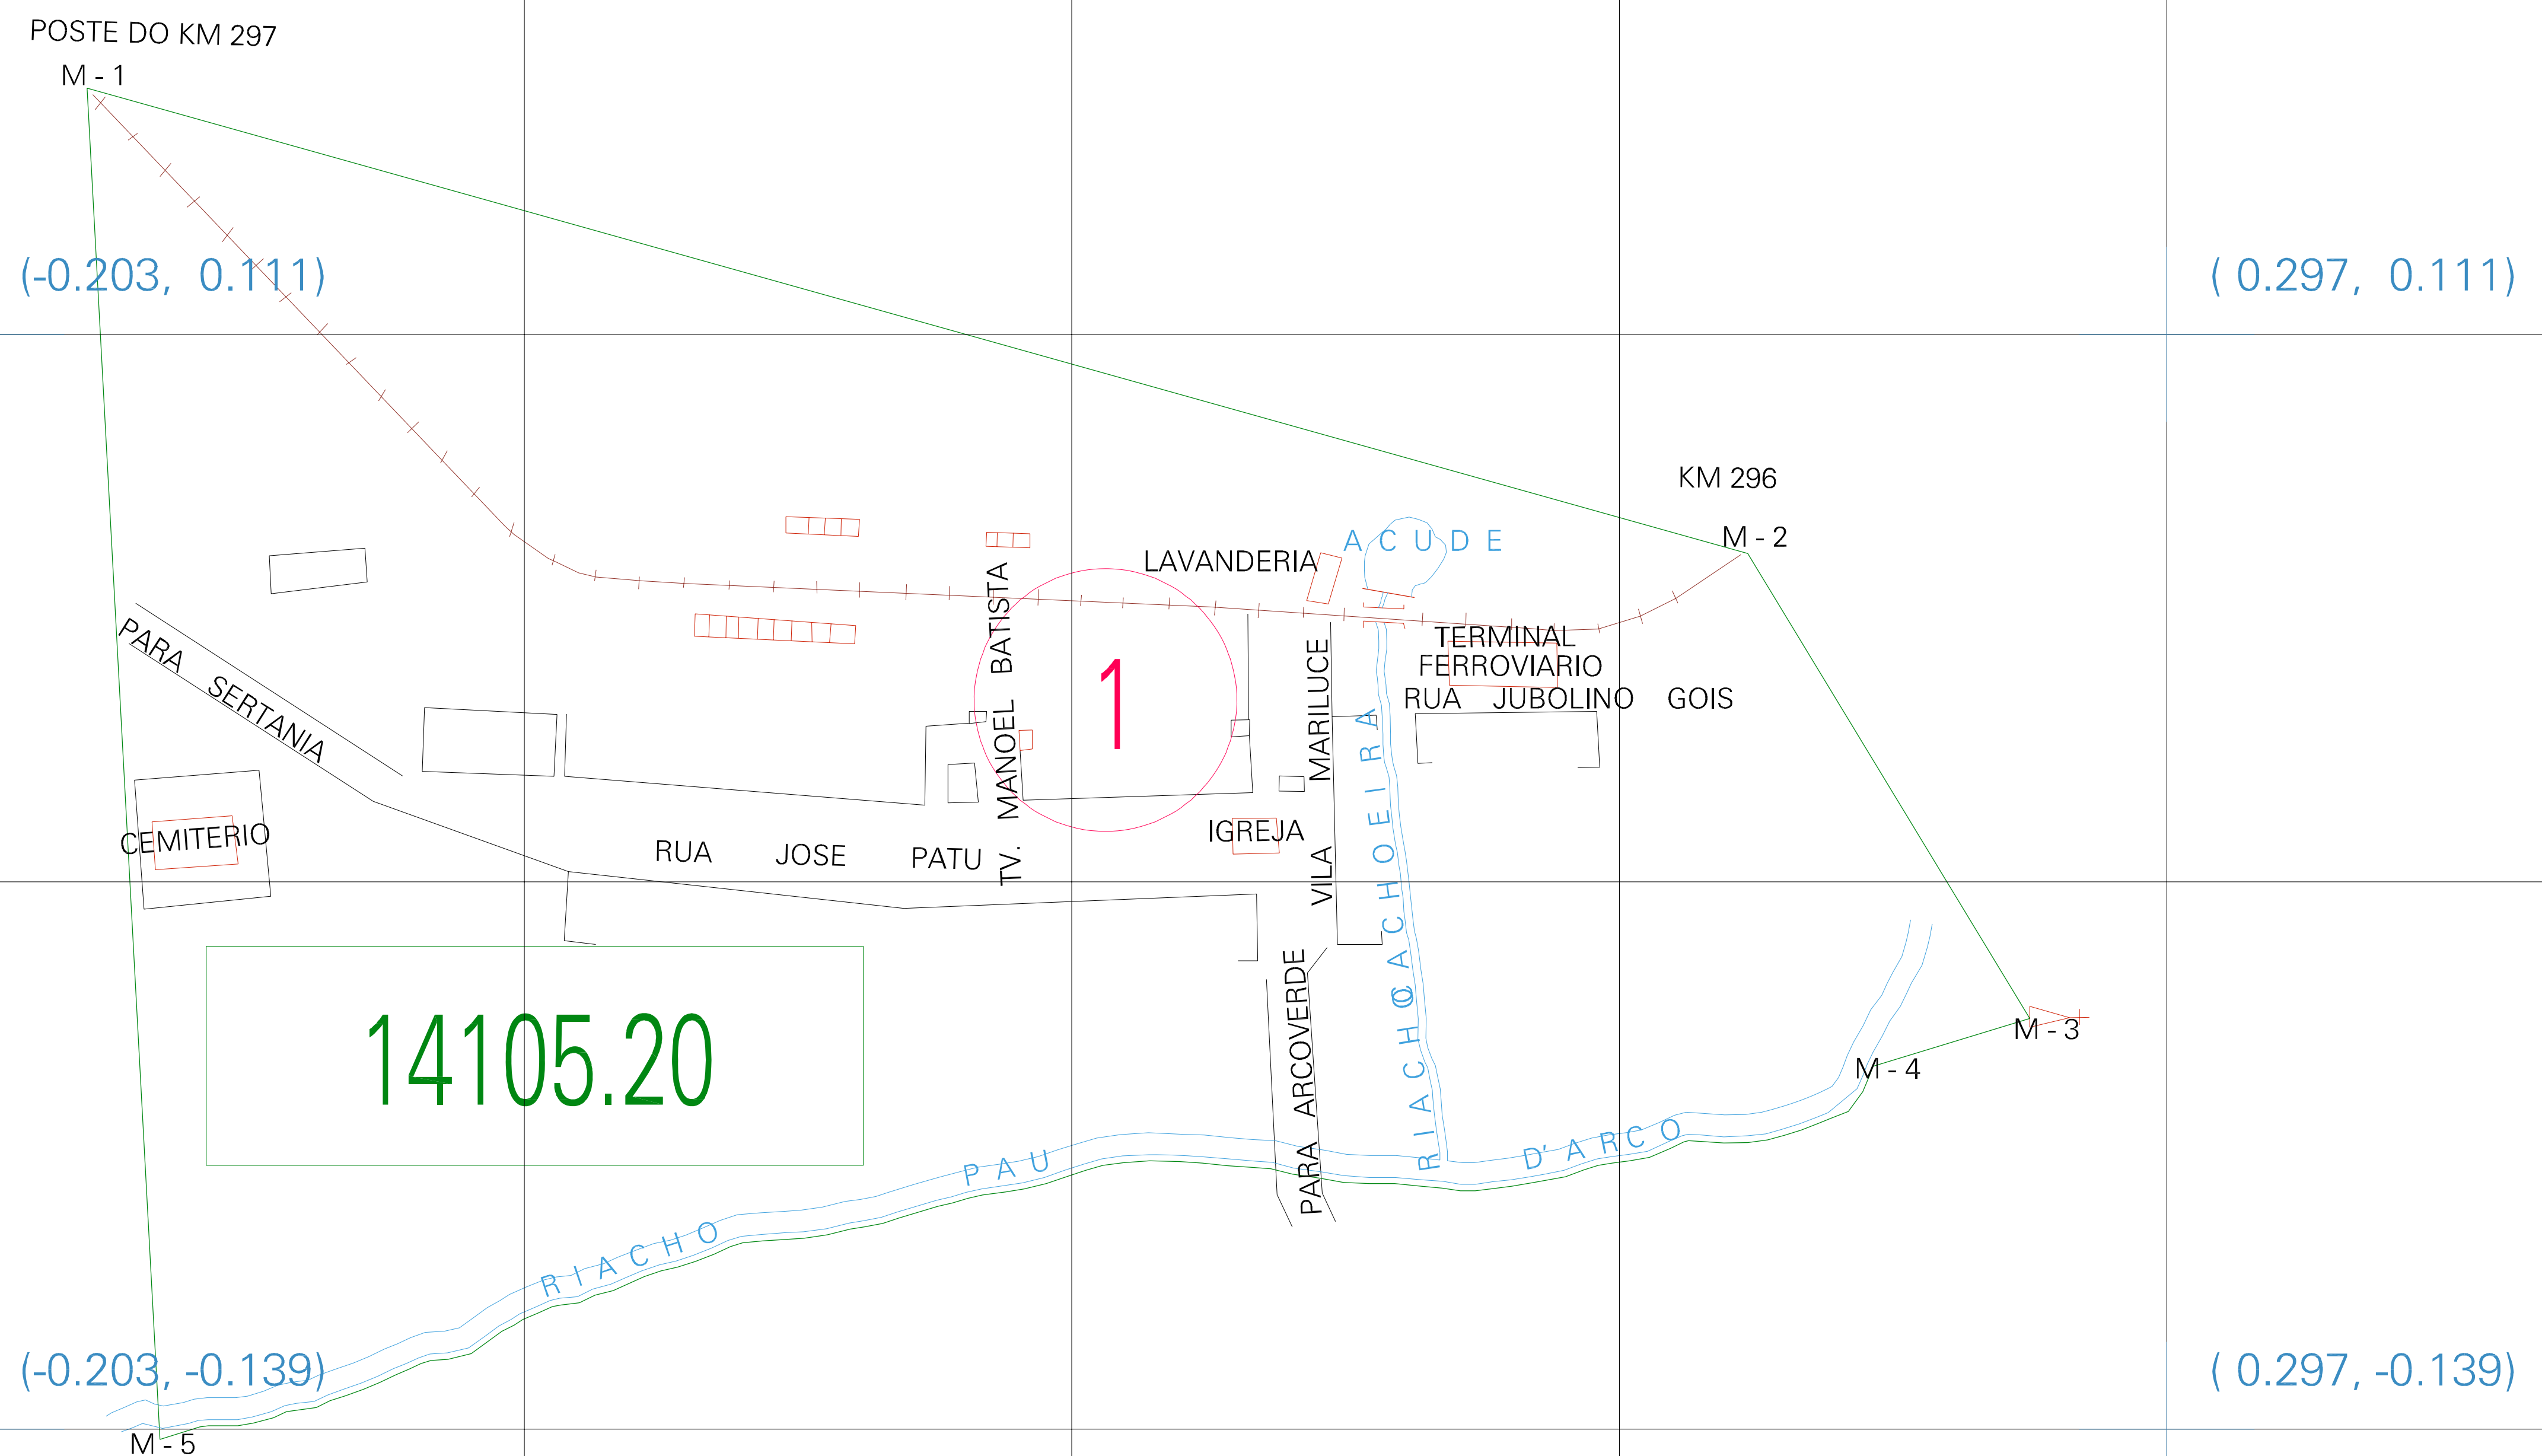 POSTE DO KM 297
M - 1
(-0.203, 0.111)
( 0.297, 0.111)
KM 296
M - 2
ACUDE
LAVANDERIA
TERMINAL
FERROVIARIO
RUA JUBOLINO GOIS
PARA SERTANIA
TV. MANOEL BATISTA
1
VILA MARILUCE
RIACHO CACHOEIRA
CEMITERIO
RUA JOSE PATU
IGREJA
PARA ARCOVERDE
14105.20
M - 3
M - 4
RIACHO PAU D'ARCO
(-0.203, -0.139)
( 0.297, -0.139)
M - 5